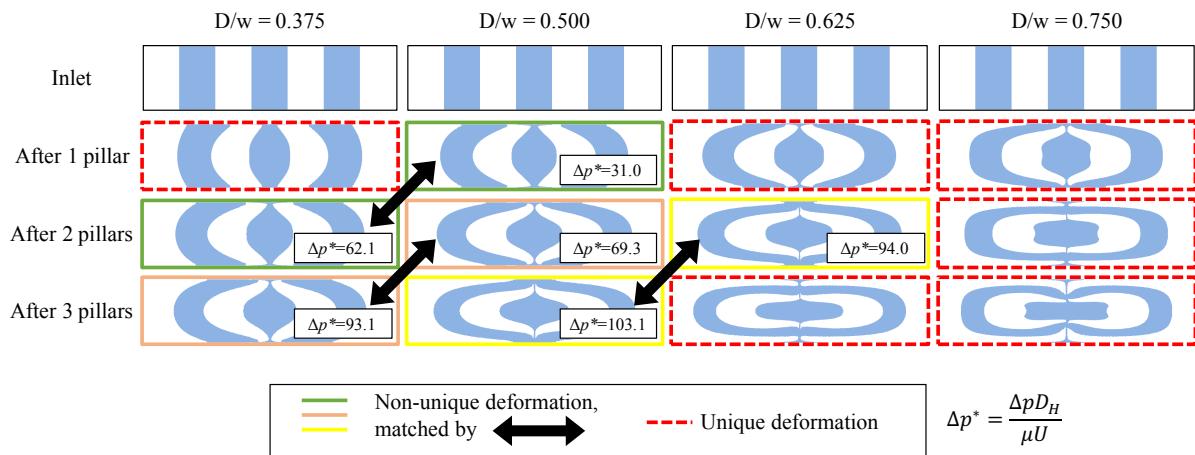 D/w = 0.375 D/w = 0.500 D/w = 0.625 D/w = 0.750
Inlet
After 1 pillar
Δp*=31.0
After 2 pillars
Δp*=62.1
Δp*=69.3
Δp*=94.0
After 3 pillars
Δp*=93.1
Δp*=103.1
Non-unique deformation,
matched by
Unique deformation
Δp* = ΔpD_H / μU